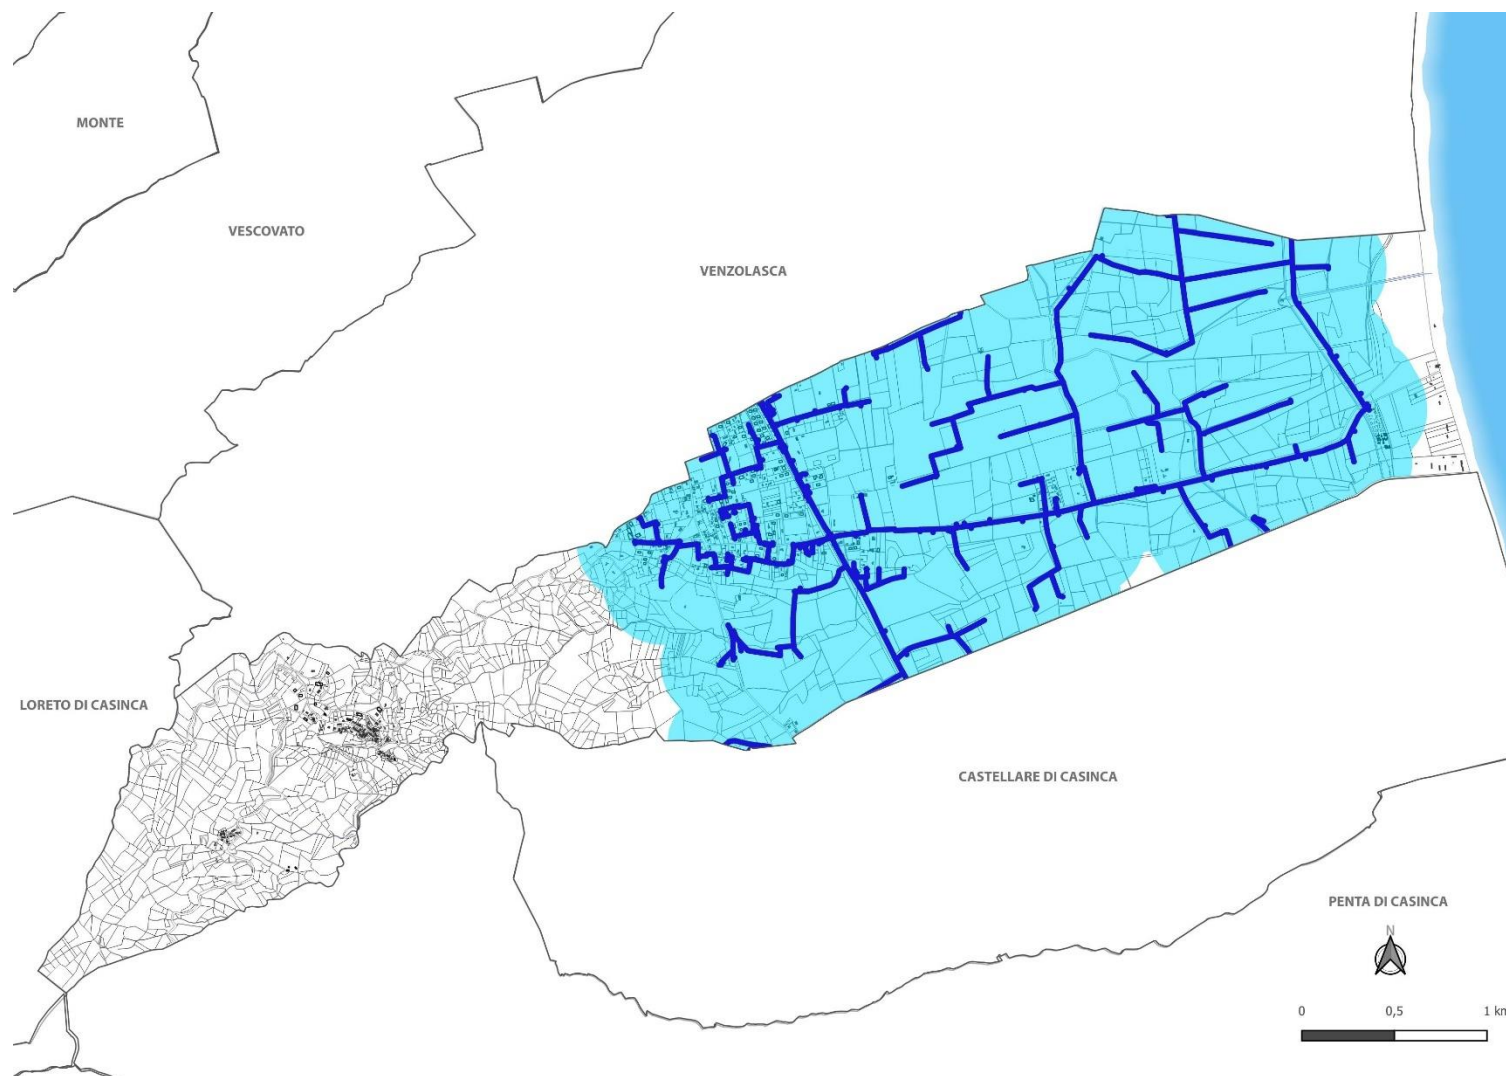 MONTE
VESCOVATO
VENZOLASCA
LORETO DI CASINCA
CASTELLARE DI CASINCA
PENTA DI CASINCA
N
0 0,5 1 km